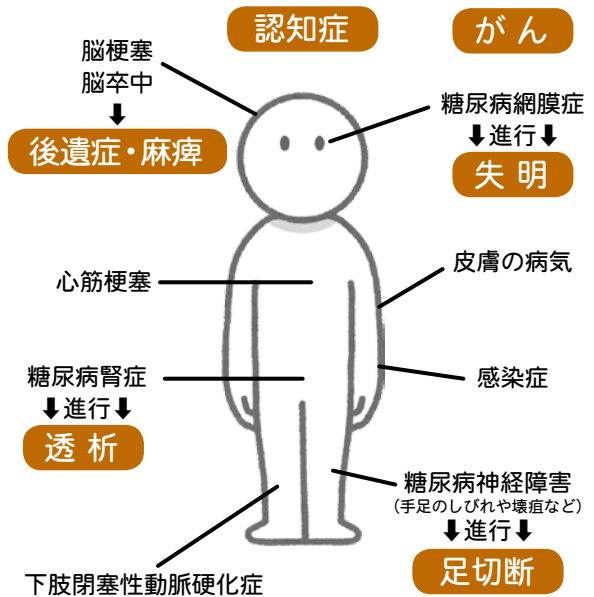 認知症
がん
脳梗塞
脳卒中
⬇
後遺症・麻痺
糖尿病網膜症
⬇進行⬇
失明
心筋梗塞
皮膚の病気
糖尿病腎症
⬇進行⬇
透析
感染症
糖尿病神経障害
(手足のしびれや壊疽など)
⬇進行⬇
足切断
下肢閉塞性動脈硬化症